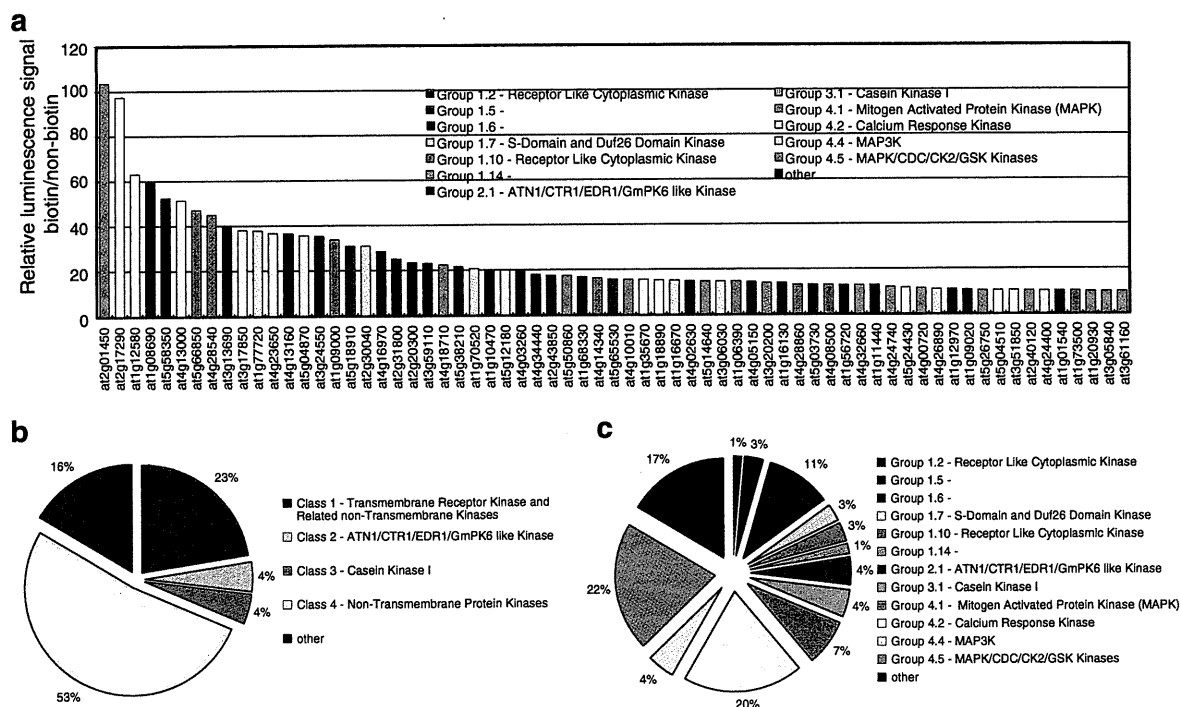 a
Relative luminescence signal
biotin/non-biotin
120
100
80
60
40
20
0
Group 1.2 - Receptor Like Cytoplasmic Kinase
Group 1.5 -
Group 1.6 -
Group 1.7 - S-Domain and Duf26 Domain Kinase
Group 1.10 - Receptor Like Cytoplasmic Kinase
Group 1.14 -
Group 2.1 - ATN1/CTR1/EDR1/GmPK6 like Kinase
Group 3.1 - Casein Kinase I
Group 4.1 - Mitogen Activated Protein Kinase (MAPK)
Group 4.2 - Calcium Response Kinase
Group 4.4 - MAP3K
Group 4.5 - MAPK/CDC/CK2/GSK Kinases
other
at2g01450
at2g17290
at1g12580
at1g08690
at5g58350
at4g13000
at5g66850
at4g28540
at3g13690
at3g17850
at1g77720
at4g23650
at4g13160
at5g04870
at3g24550
at1g09000
at5g18910
at2g30040
at4g16970
at2g31800
at2g20300
at3g59110
at4g18710
at5g38210
at1g70520
at1g10470
at5g12180
at4g03260
at4g34440
at2g43850
at5g50860
at1g68330
at4g14340
at5g65530
at4g10010
at1g35670
at1g18890
at1g16670
at4g02630
at5g14640
at3g06030
at1g06390
at4g05150
at3g20200
at1g16130
at4g28860
at5g03730
at4g08500
at1g56720
at4g32660
at4g11440
at4g24740
at5g24430
at4g00720
at4g26890
at1g12970
at1g09020
at5g26750
at5g04510
at3g51850
at2g40120
at4g24400
at1g01540
at1g73500
at1g20930
at3g05840
at3g61160
b
16%
23%
4%
4%
53%
Class 1 - Transmembrane Receptor Kinase and
Related non-Transmembrane Kinases
Class 2 - ATN1/CTR1/EDR1/GmPK6 like Kinase
Class 3 - Casein Kinase I
Class 4 - Non-Transmembrane Protein Kinases
other
c
1%
3%
11%
3%
3%
1%
4%
4%
7%
20%
4%
22%
17%
Group 1.2 - Receptor Like Cytoplasmic Kinase
Group 1.5 -
Group 1.6 -
Group 1.7 - S-Domain and Duf26 Domain Kinase
Group 1.10 - Receptor Like Cytoplasmic Kinase
Group 1.14 -
Group 2.1 - ATN1/CTR1/EDR1/GmPK6 like Kinase
Group 3.1 - Casein Kinase I
Group 4.1 - Mitogen Activated Protein Kinase (MAPK)
Group 4.2 - Calcium Response Kinase
Group 4.4 - MAP3K
Group 4.5 - MAPK/CDC/CK2/GSK Kinases
other